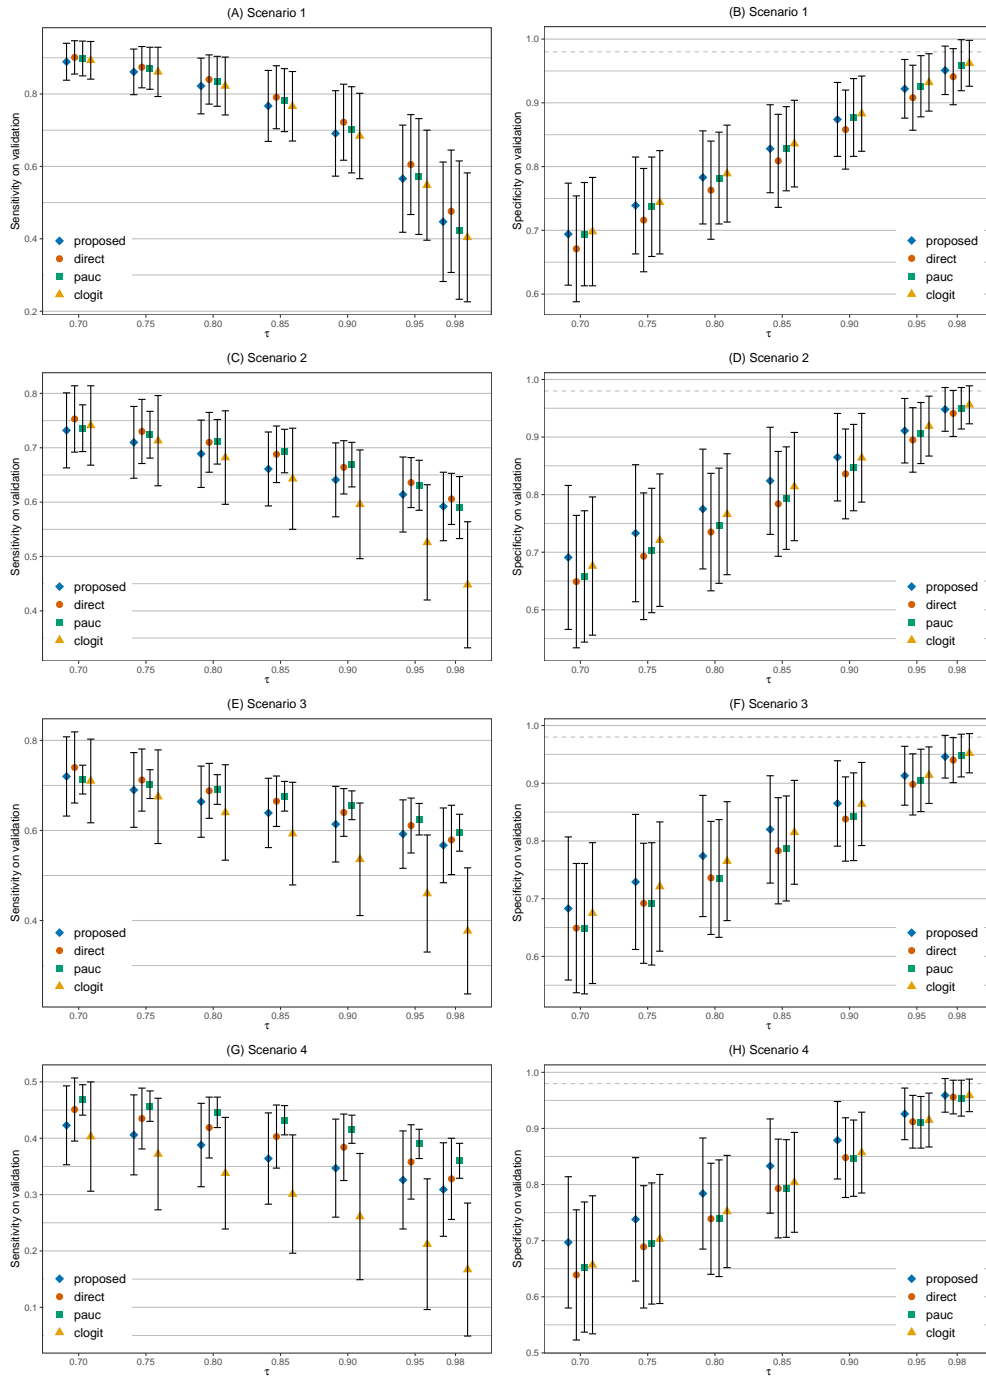 (A) Scenario 1
Sensitivity on validation
0.8
0.6
0.4
0.2
proposed
direct
pauc
clogit
0.70 0.75 0.80 0.85 0.90 0.95 0.98
τ
(B) Scenario 1
Specificity on validation
1.0
0.9
0.8
0.7
0.6
proposed
direct
pauc
clogit
0.70 0.75 0.80 0.85 0.90 0.95 0.98
τ
(C) Scenario 2
Sensitivity on validation
0.8
0.7
0.6
0.5
0.4
proposed
direct
pauc
clogit
0.70 0.75 0.80 0.85 0.90 0.95 0.98
τ
(D) Scenario 2
Specificity on validation
1.0
0.9
0.8
0.7
0.6
proposed
direct
pauc
clogit
0.70 0.75 0.80 0.85 0.90 0.95 0.98
τ
(E) Scenario 3
Sensitivity on validation
0.8
0.6
0.4
proposed
direct
pauc
clogit
0.70 0.75 0.80 0.85 0.90 0.95 0.98
τ
(F) Scenario 3
Specificity on validation
1.0
0.9
0.8
0.7
0.6
proposed
direct
pauc
clogit
0.70 0.75 0.80 0.85 0.90 0.95 0.98
τ
(G) Scenario 4
Sensitivity on validation
0.5
0.4
0.3
0.2
0.1
proposed
direct
pauc
clogit
0.70 0.75 0.80 0.85 0.90 0.95 0.98
τ
(H) Scenario 4
Specificity on validation
1.0
0.9
0.8
0.7
0.6
0.5
proposed
direct
pauc
clogit
0.70 0.75 0.80 0.85 0.90 0.95 0.98
τ